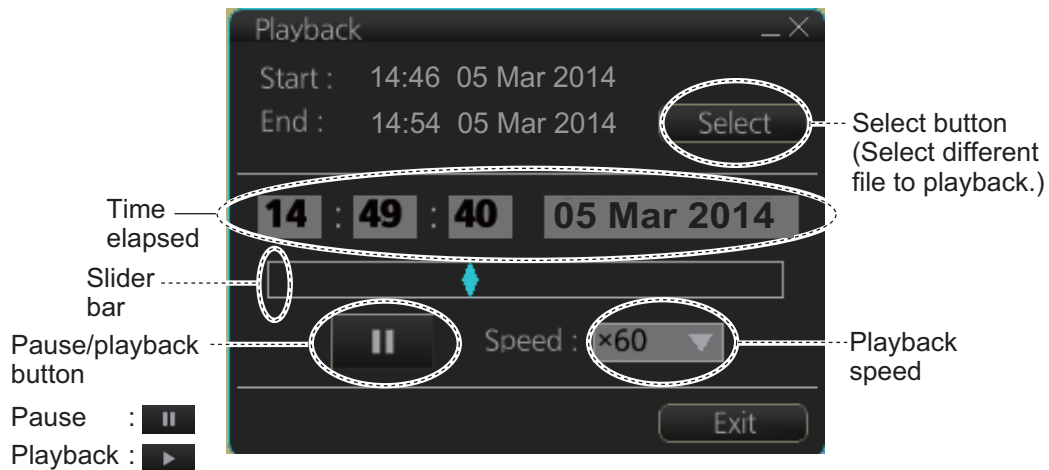 Playback
Start : 14:46 05 Mar 2014
End : 14:54 05 Mar 2014
Select
Select button
(Select different
file to playback.)
Time
elapsed
14 : 49 : 40 05 Mar 2014
Slider
bar
Pause/playback
button
Speed : ×60
Playback
speed
Pause :
Playback :
Exit